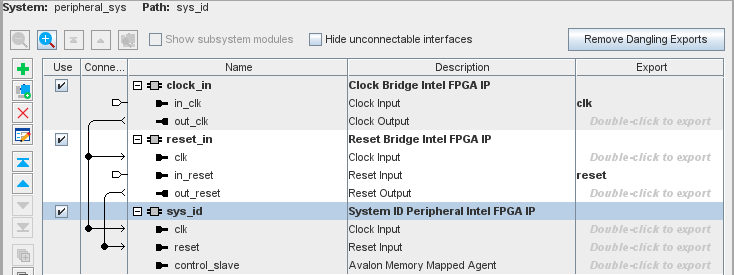 System: peripheral_sys Path: sys_id
Show subsystem modules Hide unconnectable interfaces Remove Dangling Exports
Use Conne... Name Description Export
clock_in Clock Bridge Intel FPGA IP
in_clk Clock Input clk
out_clk Clock Output Double-click to export
reset_in Reset Bridge Intel FPGA IP
clk Clock Input Double-click to export
in_reset Reset Input reset
out_reset Reset Output Double-click to export
sys_id System ID Peripheral Intel FPGA IP
clk Clock Input Double-click to export
reset Reset Input Double-click to export
control_slave Avalon Memory Mapped Agent Double-click to export